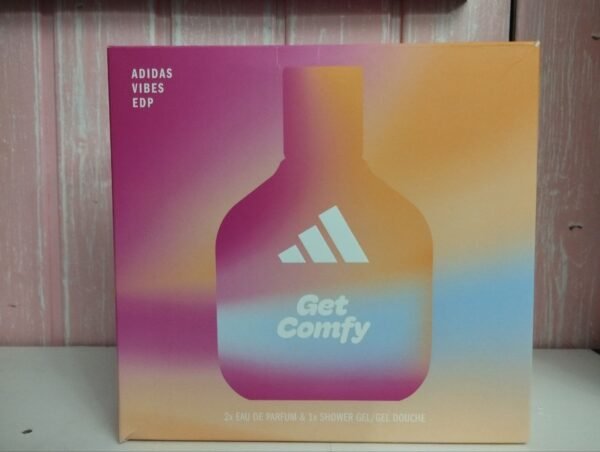 ADIDAS
VIBES
EDP
Get
Comfy
2x EAU DE PARFUM & 1x SHOWER GEL/GEL DOUCHE